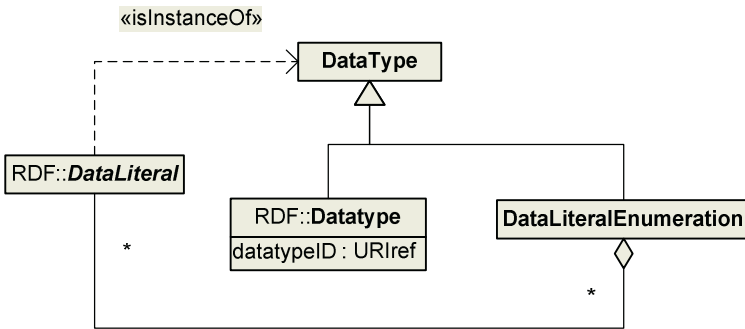 «isInstanceOf»
DataType
RDF::DataLiteral
RDF::Datatype
datatypeID : URIref
DataLiteralEnumeration
*
*